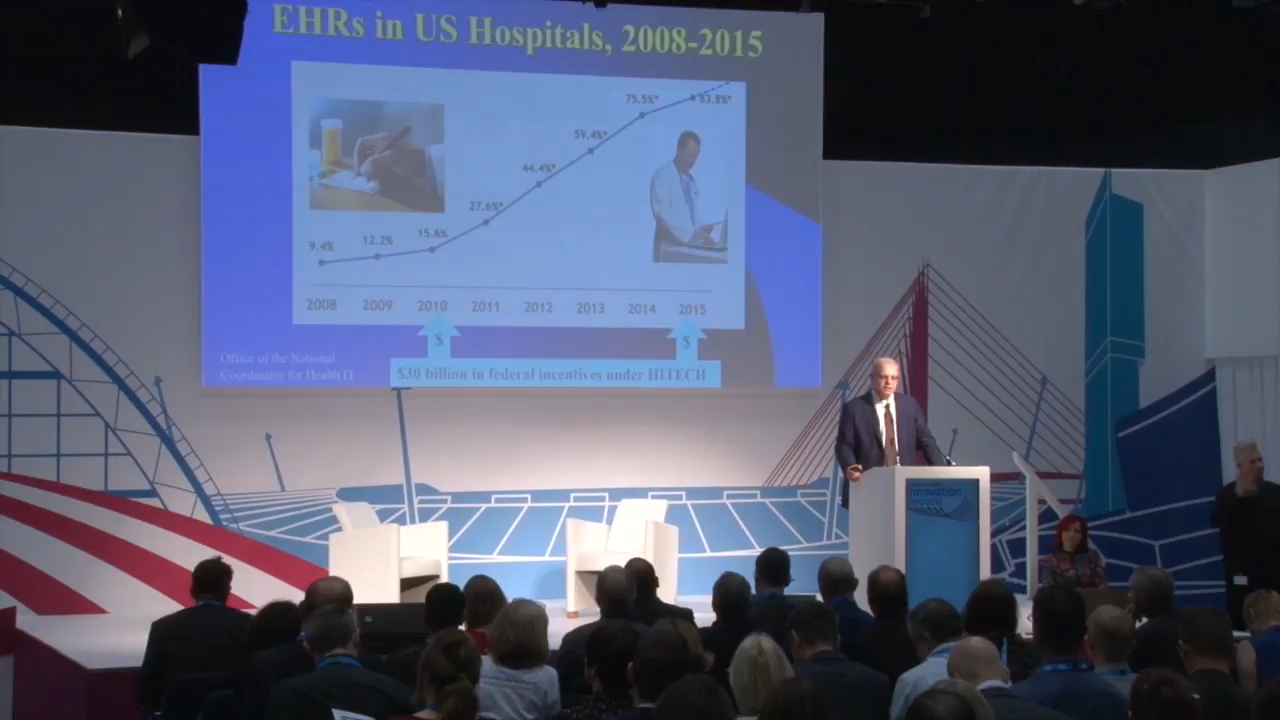 EHRs in US Hospitals, 2008-2015
9.4%
12.2%
15.6%
27.6%*
44.4%*
59.4%*
75.5%*
83.8%*
2008 2009 2010 2011 2012 2013 2014 2015
$ $
$30 billion in federal incentives under HITECH
Office of the National
Coordinator for Health IT
innovation